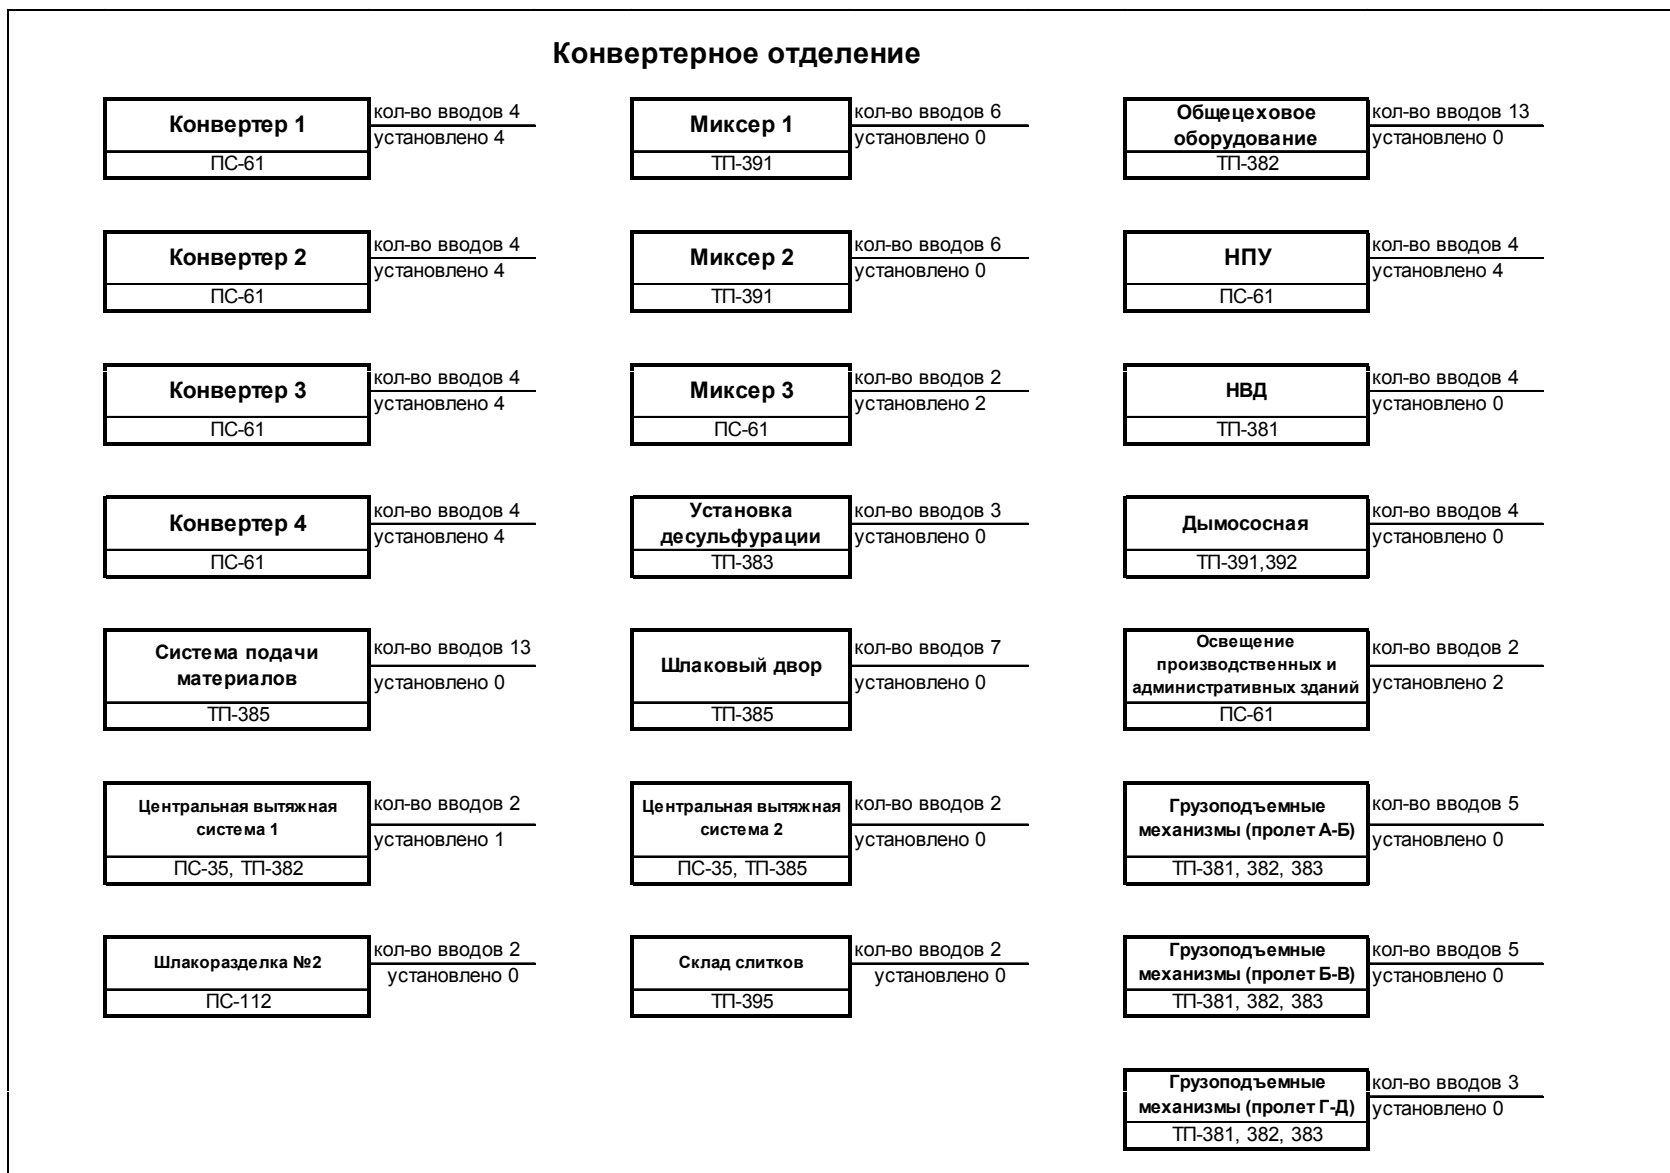 Конвертерное отделение
Конвертер 1
ПС-61
кол-во вводов 4
установлено 4
Миксер 1
ТП-391
кол-во вводов 6
установлено 0
Общецеховое
оборудование
ТП-382
кол-во вводов 13
установлено 0
Конвертер 2
ПС-61
кол-во вводов 4
установлено 4
Миксер 2
ТП-391
кол-во вводов 6
установлено 0
НПУ
ПС-61
кол-во вводов 4
установлено 4
Конвертер 3
ПС-61
кол-во вводов 4
установлено 4
Миксер 3
ПС-61
кол-во вводов 2
установлено 2
НВД
ТП-381
кол-во вводов 4
установлено 0
Конвертер 4
ПС-61
кол-во вводов 4
установлено 4
Установка
десульфурации
ТП-383
кол-во вводов 3
установлено 0
Дымососная
ТП-391,392
кол-во вводов 4
установлено 0
Система подачи
материалов
ТП-385
кол-во вводов 13
установлено 0
Шлаковый двор
ТП-385
кол-во вводов 7
установлено 0
Освещение
производственных и
административных зданий
ПС-61
кол-во вводов 2
установлено 2
Центральная вытяжная
система 1
ПС-35, ТП-382
кол-во вводов 2
установлено 1
Центральная вытяжная
система 2
ПС-35, ТП-385
кол-во вводов 2
установлено 0
Грузоподъемные
механизмы (пролет А-Б)
ТП-381, 382, 383
кол-во вводов 5
установлено 0
Шлакоразделка №2
ПС-112
кол-во вводов 2
установлено 0
Склад слитков
ТП-395
кол-во вводов 2
установлено 0
Грузоподъемные
механизмы (пролет Б-В)
ТП-381, 382, 383
кол-во вводов 5
установлено 0
Грузоподъемные
механизмы (пролет Г-Д)
ТП-381, 382, 383
кол-во вводов 3
установлено 0